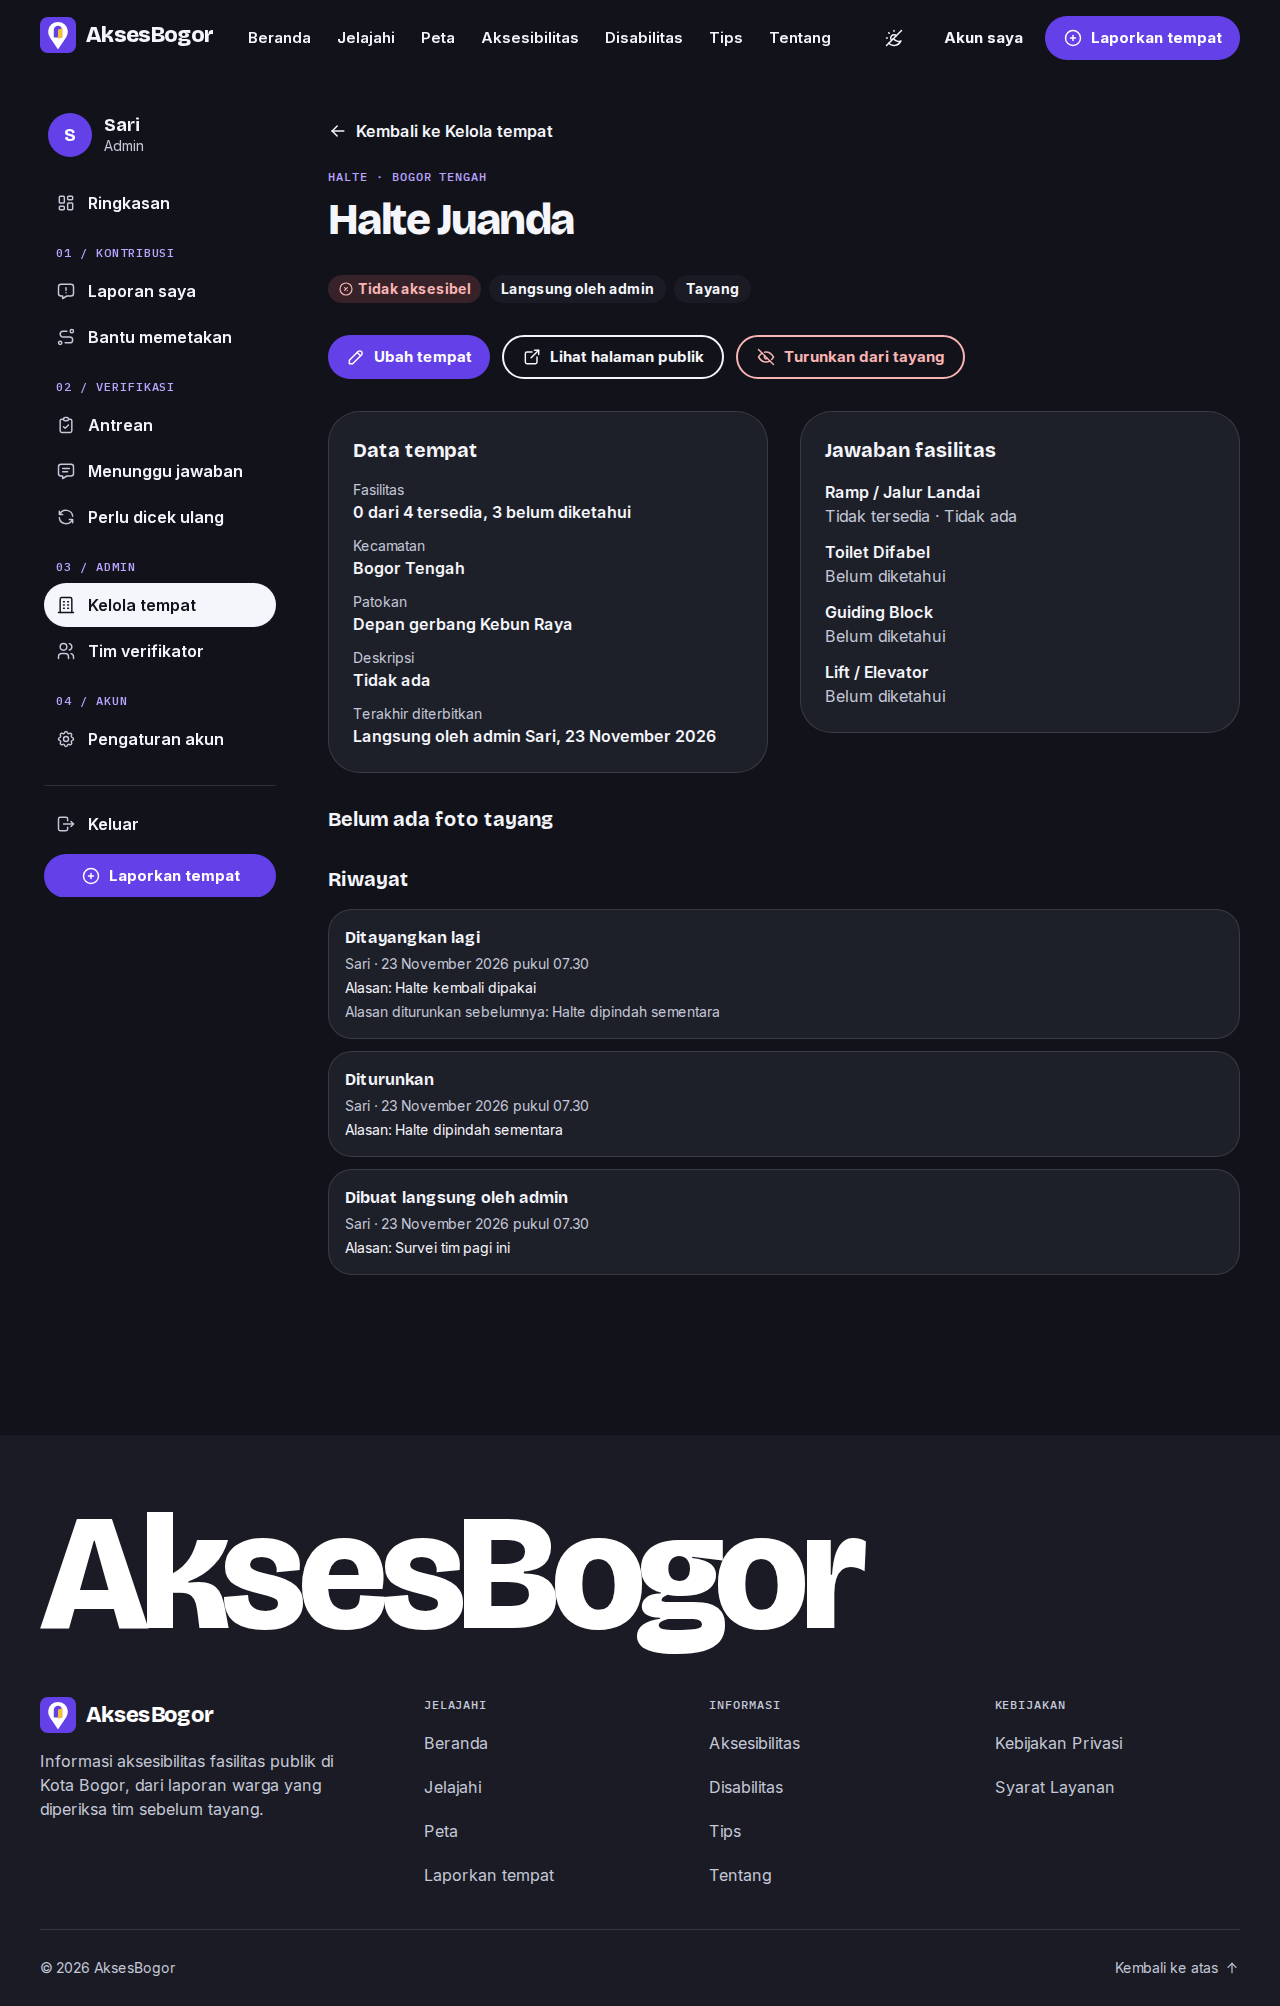 AksesBogor
Beranda
Jelajahi
Peta
Aksesibilitas
Disabilitas
Tips
Tentang
Akun saya
Laporkan tempat
S
Sari
Admin
Ringkasan
01 / KONTRIBUSI
Laporan saya
Bantu memetakan
02 / VERIFIKASI
Antrean
Menunggu jawaban
Perlu dicek ulang
03 / ADMIN
Kelola tempat
Tim verifikator
04 / AKUN
Pengaturan akun
Keluar
Laporkan tempat
Kembali ke Kelola tempat
HALTE · BOGOR TENGAH
Halte Juanda
Tidak aksesibel
Langsung oleh admin
Tayang
Ubah tempat
Lihat halaman publik
Turunkan dari tayang
Data tempat
Fasilitas
0 dari 4 tersedia, 3 belum diketahui
Kecamatan
Bogor Tengah
Patokan
Depan gerbang Kebun Raya
Deskripsi
Tidak ada
Terakhir diterbitkan
Langsung oleh admin Sari, 23 November 2026
Jawaban fasilitas
Ramp / Jalur Landai
Tidak tersedia · Tidak ada
Toilet Difabel
Belum diketahui
Guiding Block
Belum diketahui
Lift / Elevator
Belum diketahui
Belum ada foto tayang
Riwayat
Ditayangkan lagi
Sari · 23 November 2026 pukul 07.30
Alasan: Halte kembali dipakai
Alasan diturunkan sebelumnya: Halte dipindah sementara
Diturunkan
Sari · 23 November 2026 pukul 07.30
Alasan: Halte dipindah sementara
Dibuat langsung oleh admin
Sari · 23 November 2026 pukul 07.30
Alasan: Survei tim pagi ini
AksesBogor
AksesBogor
Informasi aksesibilitas fasilitas publik di
Kota Bogor, dari laporan warga yang
diperiksa tim sebelum tayang.
JELAJAHI
Beranda
Jelajahi
Peta
Laporkan tempat
INFORMASI
Aksesibilitas
Disabilitas
Tips
Tentang
KEBIJAKAN
Kebijakan Privasi
Syarat Layanan
© 2026 AksesBogor
Kembali ke atas ↑